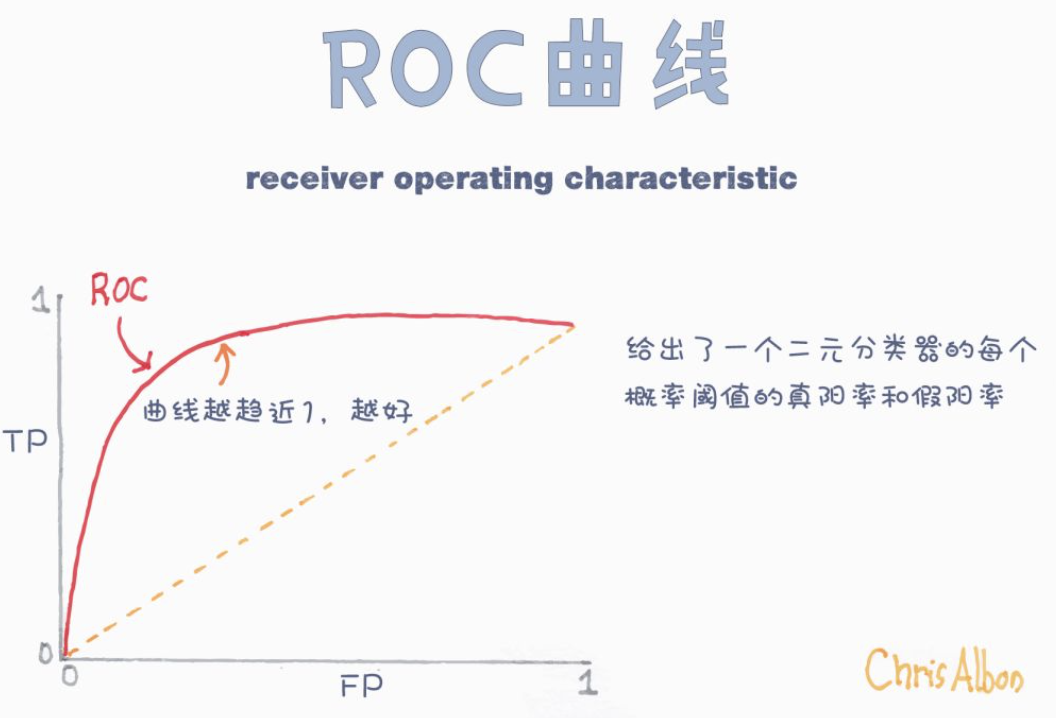 ROC曲线
receiver operating characteristic
1
ROC
曲线越趋近1，越好
TP
0
0
FP
1
给出了一个二元分类器的每个
概率阈值的真阳率和假阳率
Chris Albon